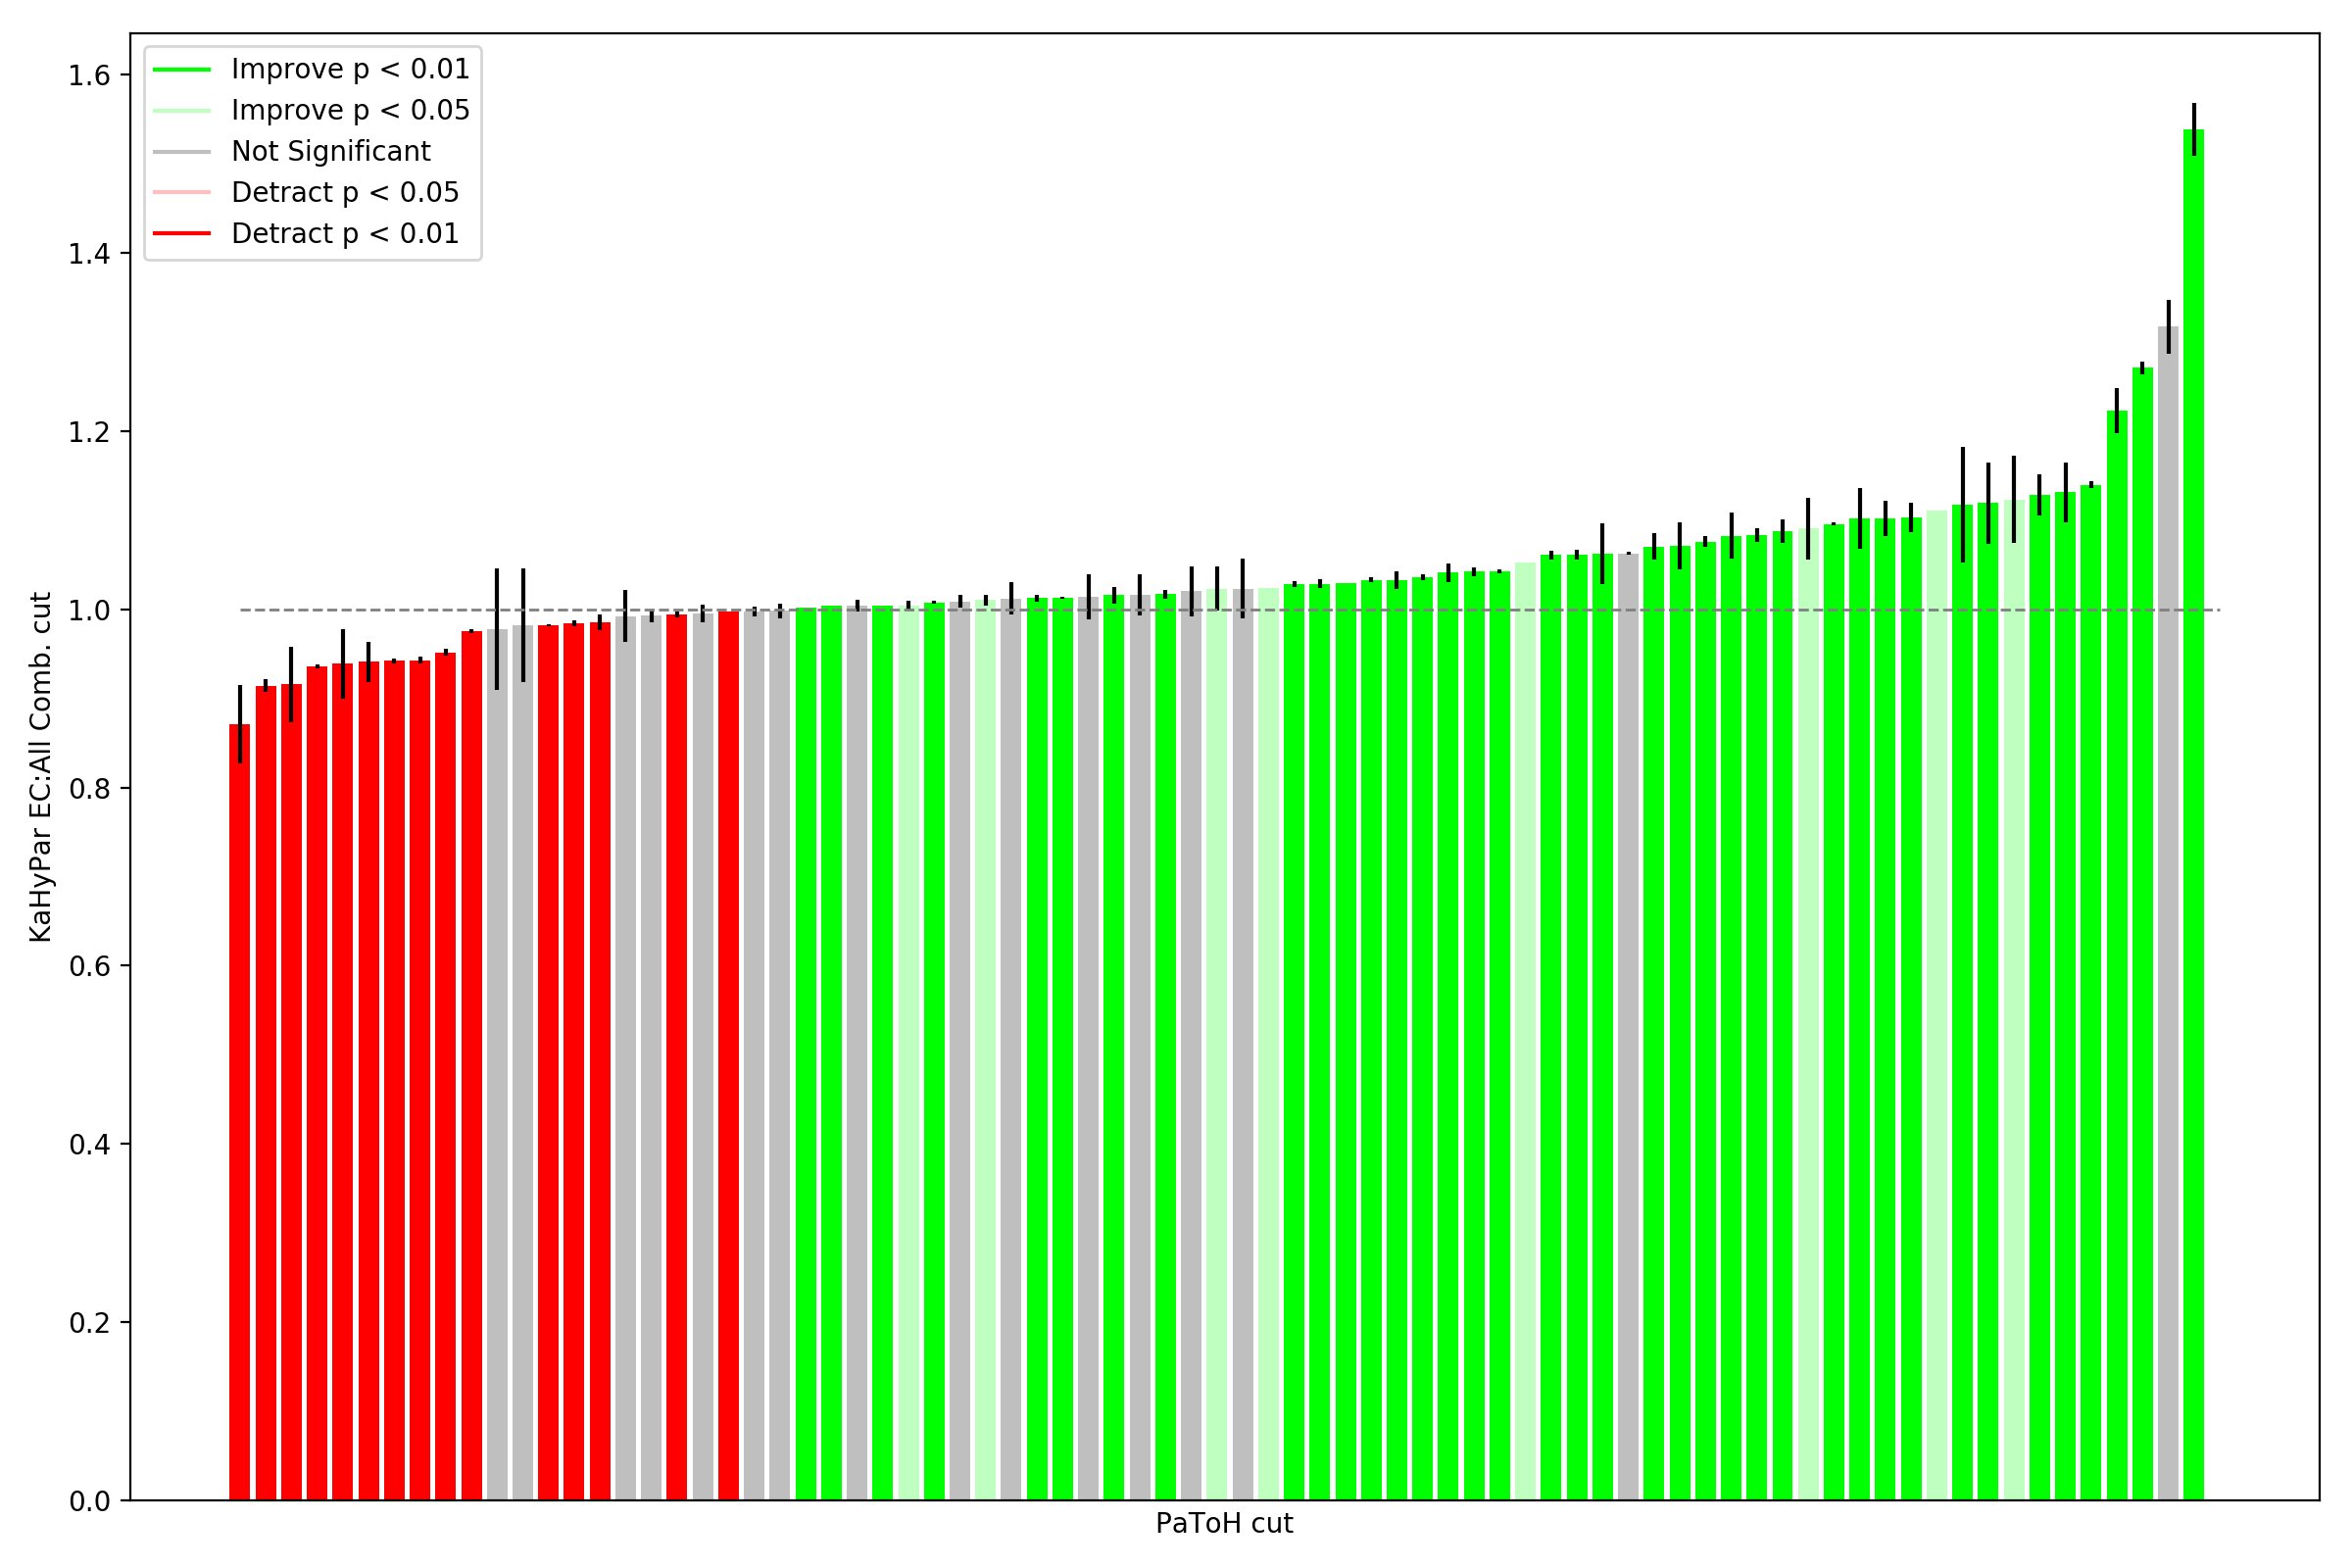 Improve p < 0.01
Improve p < 0.05
Not Significant
Detract p < 0.05
Detract p < 0.01
1.6
1.4
1.2
1.0
0.8
0.6
0.4
0.2
0.0
KaHyPar EC:All Comb. cut
PaToH cut